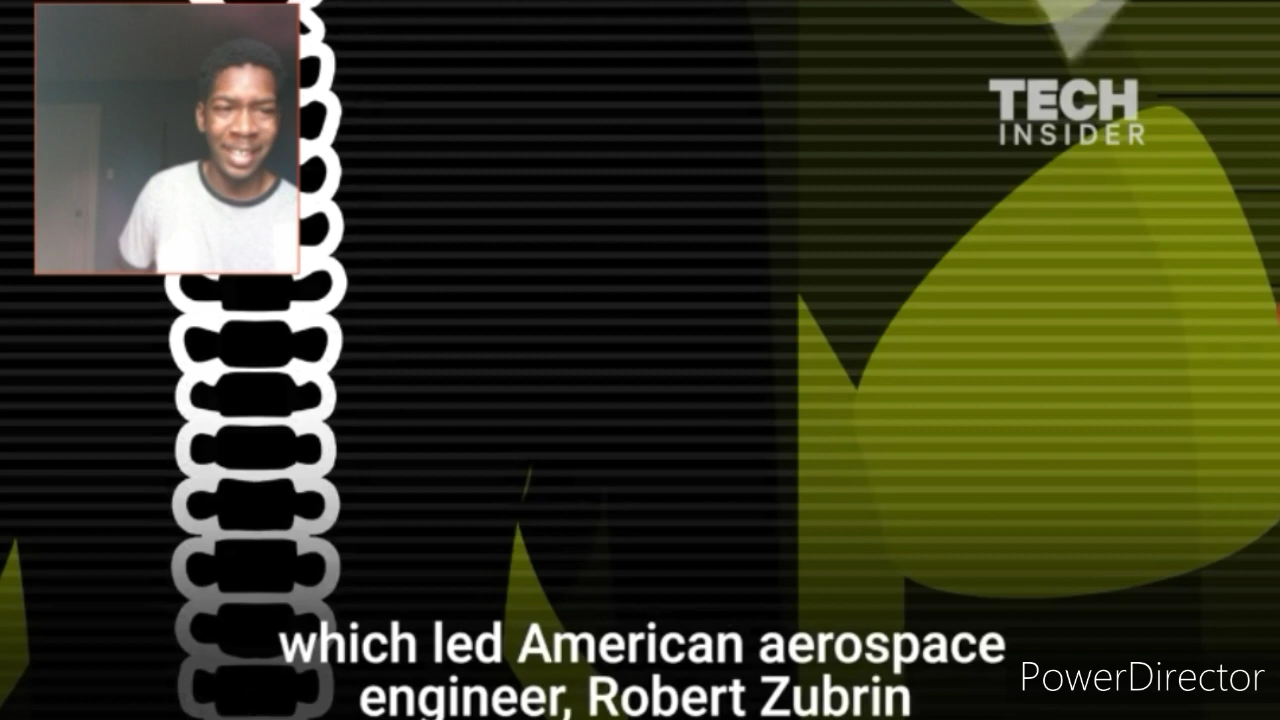 TECH
INSIDER
which led American aerospace
engineer, Robert Zubrin
PowerDirector